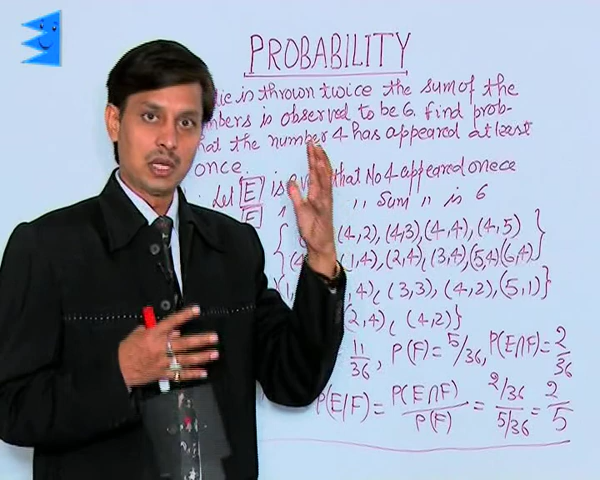 PROBABILITY
die is thrown twice the sum of the
numbers is observed to be 6. find prob-
that the number 4 has appeared at least
once.
Let E is that No 4 appeared once
" " Sum " is 6
{ (4,2), (4,3), (4,4), (4,5)
1,4), (2,4), (3,4), (5,4) (6,4) }
(1, ,4), (3,3), (4,2), (5,1)}
(2,4), (4,2)}
11/36, P(F) = 5/36, P(E∩F) = 2/36
P(E/F) = P(E∩F)/P(F) = 2/36 / 5/36 = 2/5